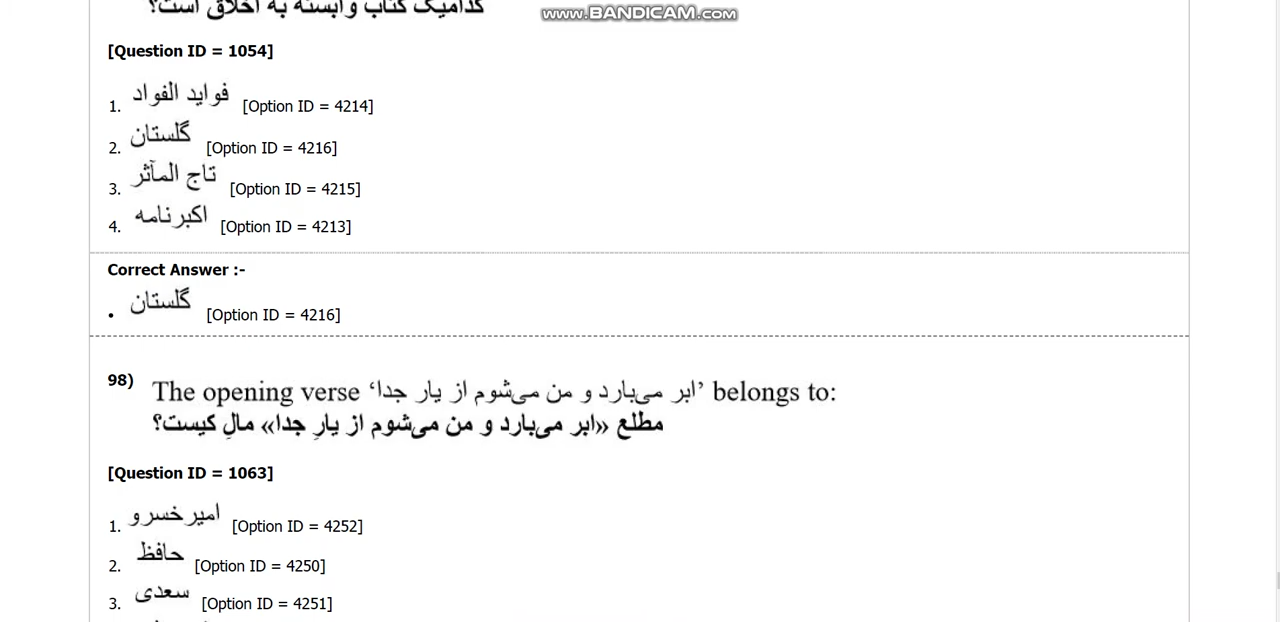 کدامیک کتاب وابسته به اخلاق است؟
www.BANDICAM.com
[Question ID = 1054]
1. فواید الفواد [Option ID = 4214]
2. گلستان [Option ID = 4216]
3. تاج المآثر [Option ID = 4215]
4. اکبرنامه [Option ID = 4213]
Correct Answer :-
• گلستان [Option ID = 4216]
98) The opening verse ‘ابر می‌بارد و من می‌شوم از یار جدا’ belongs to:
مطلع «ابر می‌بارد و من می‌شوم از یارِ جدا» مالِ کیست؟
[Question ID = 1063]
1. امیرخسرو [Option ID = 4252]
2. حافظ [Option ID = 4250]
3. سعدی [Option ID = 4251]